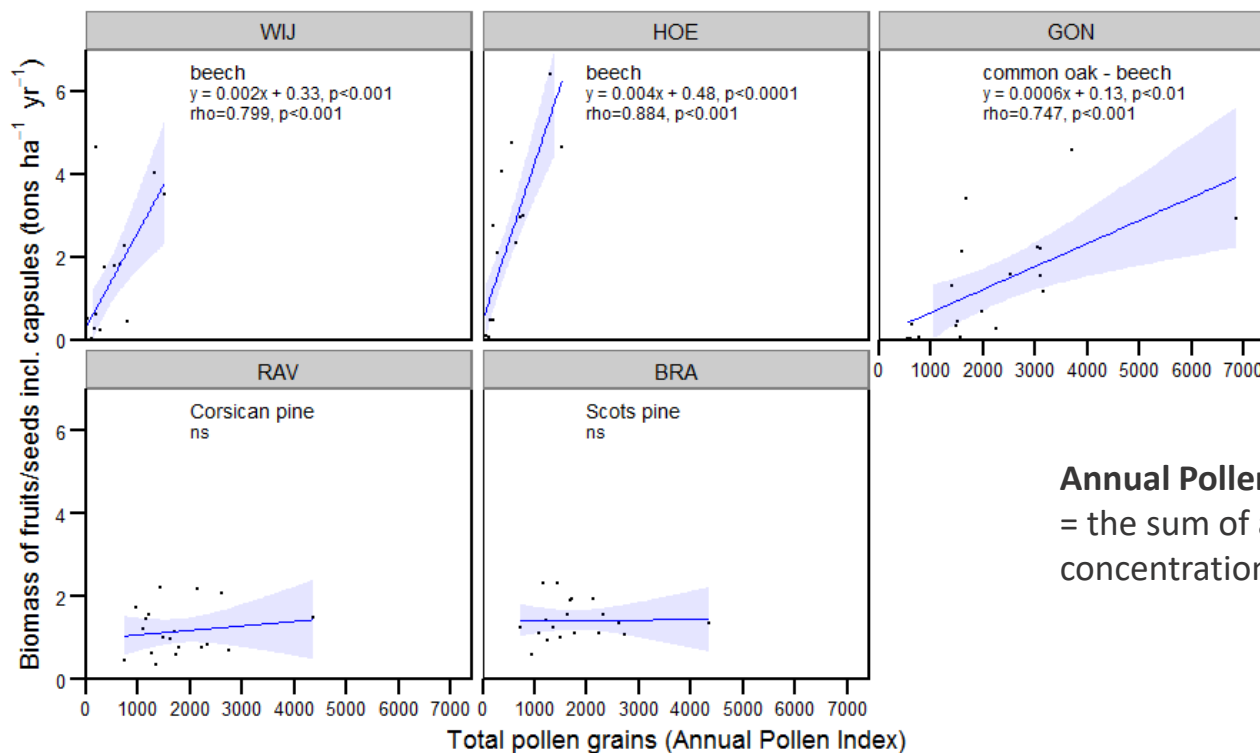 WIJ
HOE
GON
beech
y = 0.002x + 0.33, p<0.001
rho=0.799, p<0.001
beech
y = 0.004x + 0.48, p<0.0001
rho=0.884, p<0.001
common oak - beech
y = 0.0006x + 0.13, p<0.01
rho=0.747, p<0.001
6
4
2
0
0 1000 2000 3000 4000 5000 6000 7000
RAV
BRA
Corsican pine
ns
Scots pine
ns
6
4
2
0
0 1000 2000 3000 4000 5000 6000 7000
0 1000 2000 3000 4000 5000 6000 7000
Biomass of fruits/seeds incl. capsules (tons ha⁻¹ yr⁻¹)
Total pollen grains (Annual Pollen Index)
Annual Pollen
= the sum of
concentration